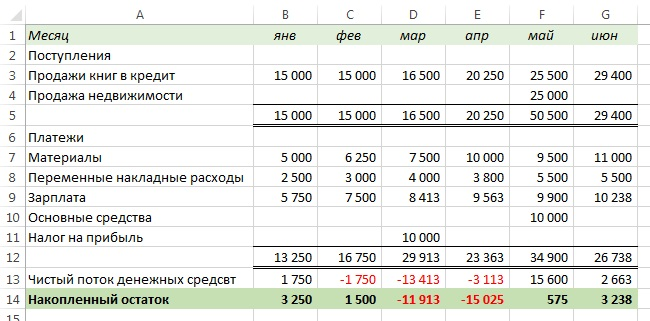 A B C D E F G
1 Месяц янв фев мар апр май июн
2 Поступления
3 Продажи книг в кредит 15 000 15 000 16 500 20 250 25 500 29 400
4 Продажа недвижимости 25 000
5 15 000 15 000 16 500 20 250 50 500 29 400
6 Платежи
7 Материалы 5 000 6 250 7 500 10 000 9 500 11 000
8 Переменные накладные расходы 2 500 3 000 4 000 3 800 5 500 5 500
9 Зарплата 5 750 7 500 8 413 9 563 9 900 10 238
10 Основные средства 10 000
11 Налог на прибыль 10 000
12 13 250 16 750 29 913 23 363 34 900 26 738
13 Чистый поток денежных средсвт 1 750 -1 750 -13 413 -3 113 15 600 2 663
14 Накопленный остаток 3 250 1 500 -11 913 -15 025 575 3 238
15